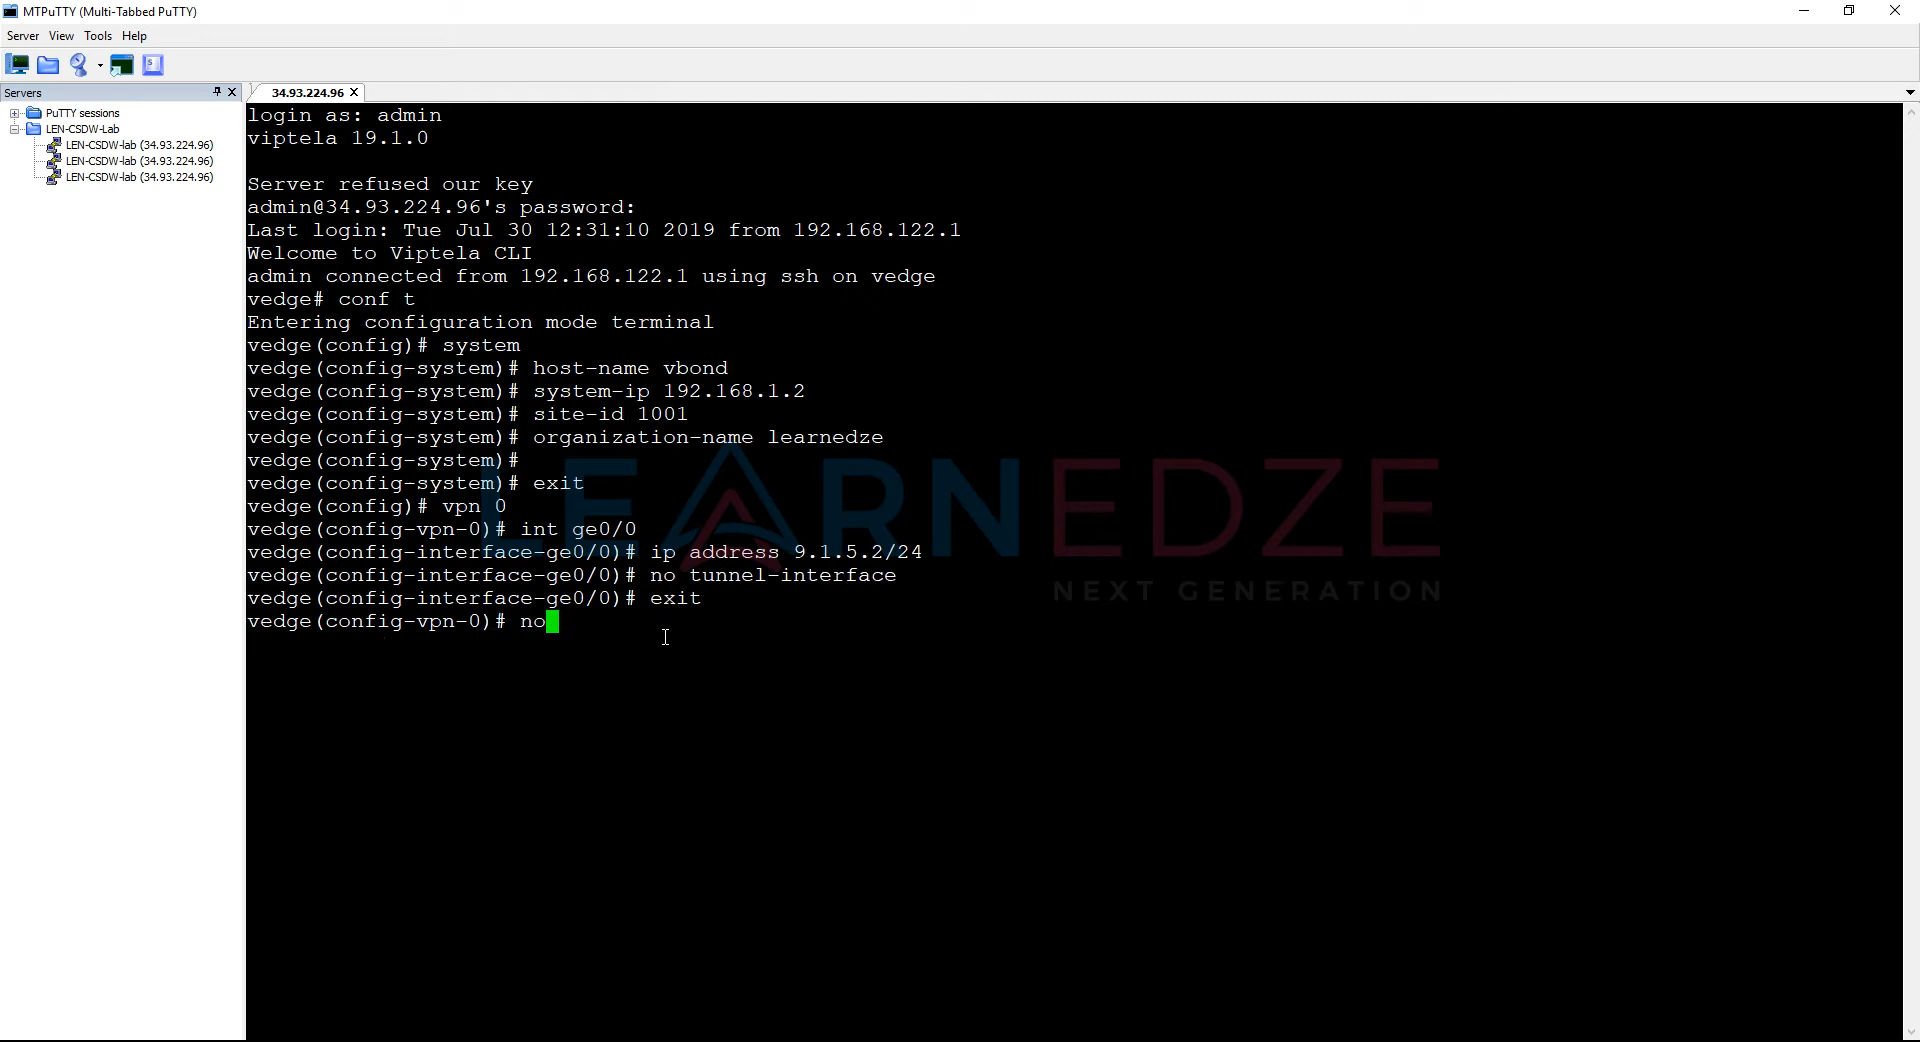 MTPuTTY (Multi-Tabbed PuTTY)
Server View Tools Help
Servers
34.93.224.96
PuTTY sessions
LEN-CSDW-Lab
LEN-CSDW-lab (34.93.224.96)
LEN-CSDW-lab (34.93.224.96)
LEN-CSDW-lab (34.93.224.96)
login as: admin
viptela 19.1.0
Server refused our key
admin@34.93.224.96's password:
Last login: Tue Jul 30 12:31:10 2019 from 192.168.122.1
Welcome to Viptela CLI
admin connected from 192.168.122.1 using ssh on vedge
vedge# conf t
Entering configuration mode terminal
vedge(config)# system
vedge(config-system)# host-name vbond
vedge(config-system)# system-ip 192.168.1.2
vedge(config-system)# site-id 1001
vedge(config-system)# organization-name learnedze
vedge(config-system)#
vedge(config-system)# exit
vedge(config)# vpn 0
vedge(config-vpn-0)# int ge0/0
vedge(config-interface-ge0/0)# ip address 9.1.5.2/24
vedge(config-interface-ge0/0)# no tunnel-interface
vedge(config-interface-ge0/0)# exit
vedge(config-vpn-0)# no
LEARNEDZE
NEXT GENERATION